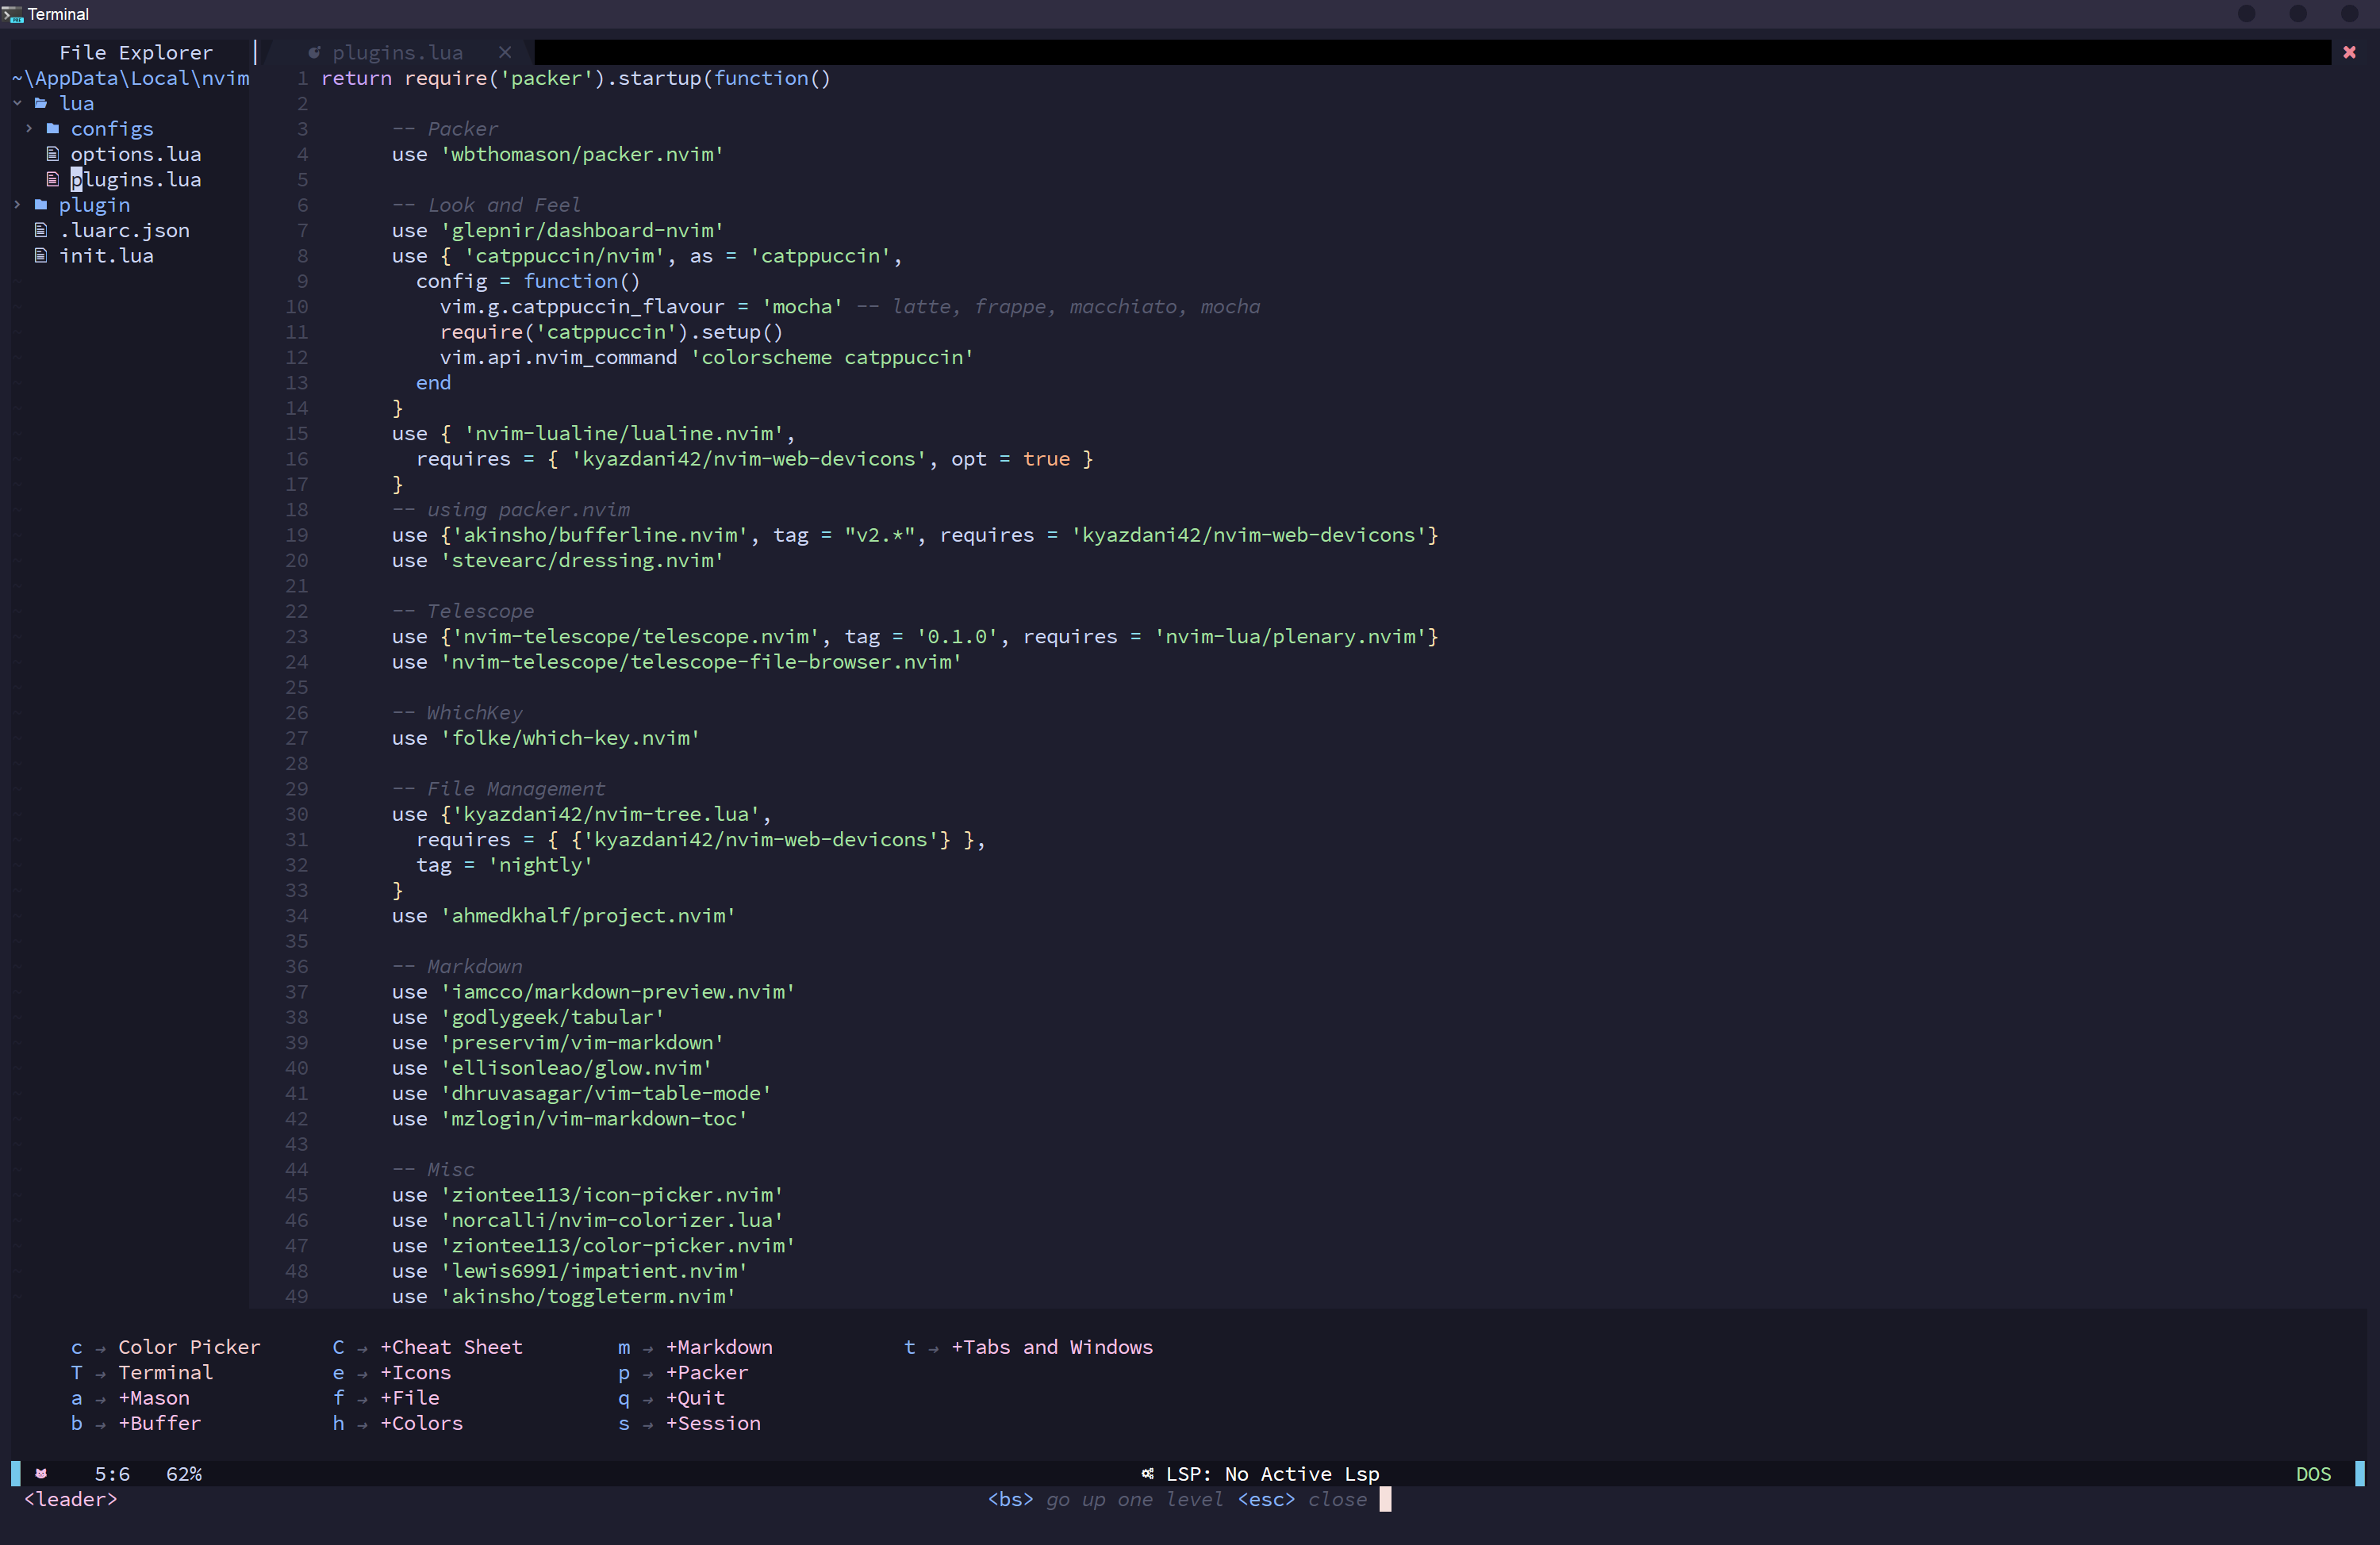 Terminal
File Explorer
~\AppData\Local\nvim
lua
configs
options.lua
plugins.lua
plugin
.luarc.json
init.lua
plugins.lua
1 return require('packer').startup(function()
2
3 -- Packer
4 use 'wbthomason/packer.nvim'
5
6 -- Look and Feel
7 use 'glepnir/dashboard-nvim'
8 use { 'catppuccin/nvim', as = 'catppuccin',
9 config = function()
10 vim.g.catppuccin_flavour = 'mocha' -- latte, frappe, macchiato, mocha
11 require('catppuccin').setup()
12 vim.api.nvim_command 'colorscheme catppuccin'
13 end
14 }
15 use { 'nvim-lualine/lualine.nvim',
16 requires = { 'kyazdani42/nvim-web-devicons', opt = true }
17 }
18 -- using packer.nvim
19 use {'akinsho/bufferline.nvim', tag = "v2.*", requires = 'kyazdani42/nvim-web-devicons'}
20 use 'stevearc/dressing.nvim'
21
22 -- Telescope
23 use {'nvim-telescope/telescope.nvim', tag = '0.1.0', requires = 'nvim-lua/plenary.nvim'}
24 use 'nvim-telescope/telescope-file-browser.nvim'
25
26 -- WhichKey
27 use 'folke/which-key.nvim'
28
29 -- File Management
30 use {'kyazdani42/nvim-tree.lua',
31 requires = { {'kyazdani42/nvim-web-devicons'} },
32 tag = 'nightly'
33 }
34 use 'ahmedkhalf/project.nvim'
35
36 -- Markdown
37 use 'iamcco/markdown-preview.nvim'
38 use 'godlygeek/tabular'
39 use 'preservim/vim-markdown'
40 use 'ellisonleao/glow.nvim'
41 use 'dhruvasagar/vim-table-mode'
42 use 'mzlogin/vim-markdown-toc'
43
44 -- Misc
45 use 'ziontee113/icon-picker.nvim'
46 use 'norcalli/nvim-colorizer.lua'
47 use 'ziontee113/color-picker.nvim'
48 use 'lewis6991/impatient.nvim'
49 use 'akinsho/toggleterm.nvim'
c → Color Picker C → +Cheat Sheet m → +Markdown t → +Tabs and Windows
T → Terminal e → +Icons p → +Packer
a → +Mason f → +File q → +Quit
b → +Buffer h → +Colors s → +Session
5:6 62% LSP: No Active Lsp DOS
<leader> <bs> go up one level <esc> close